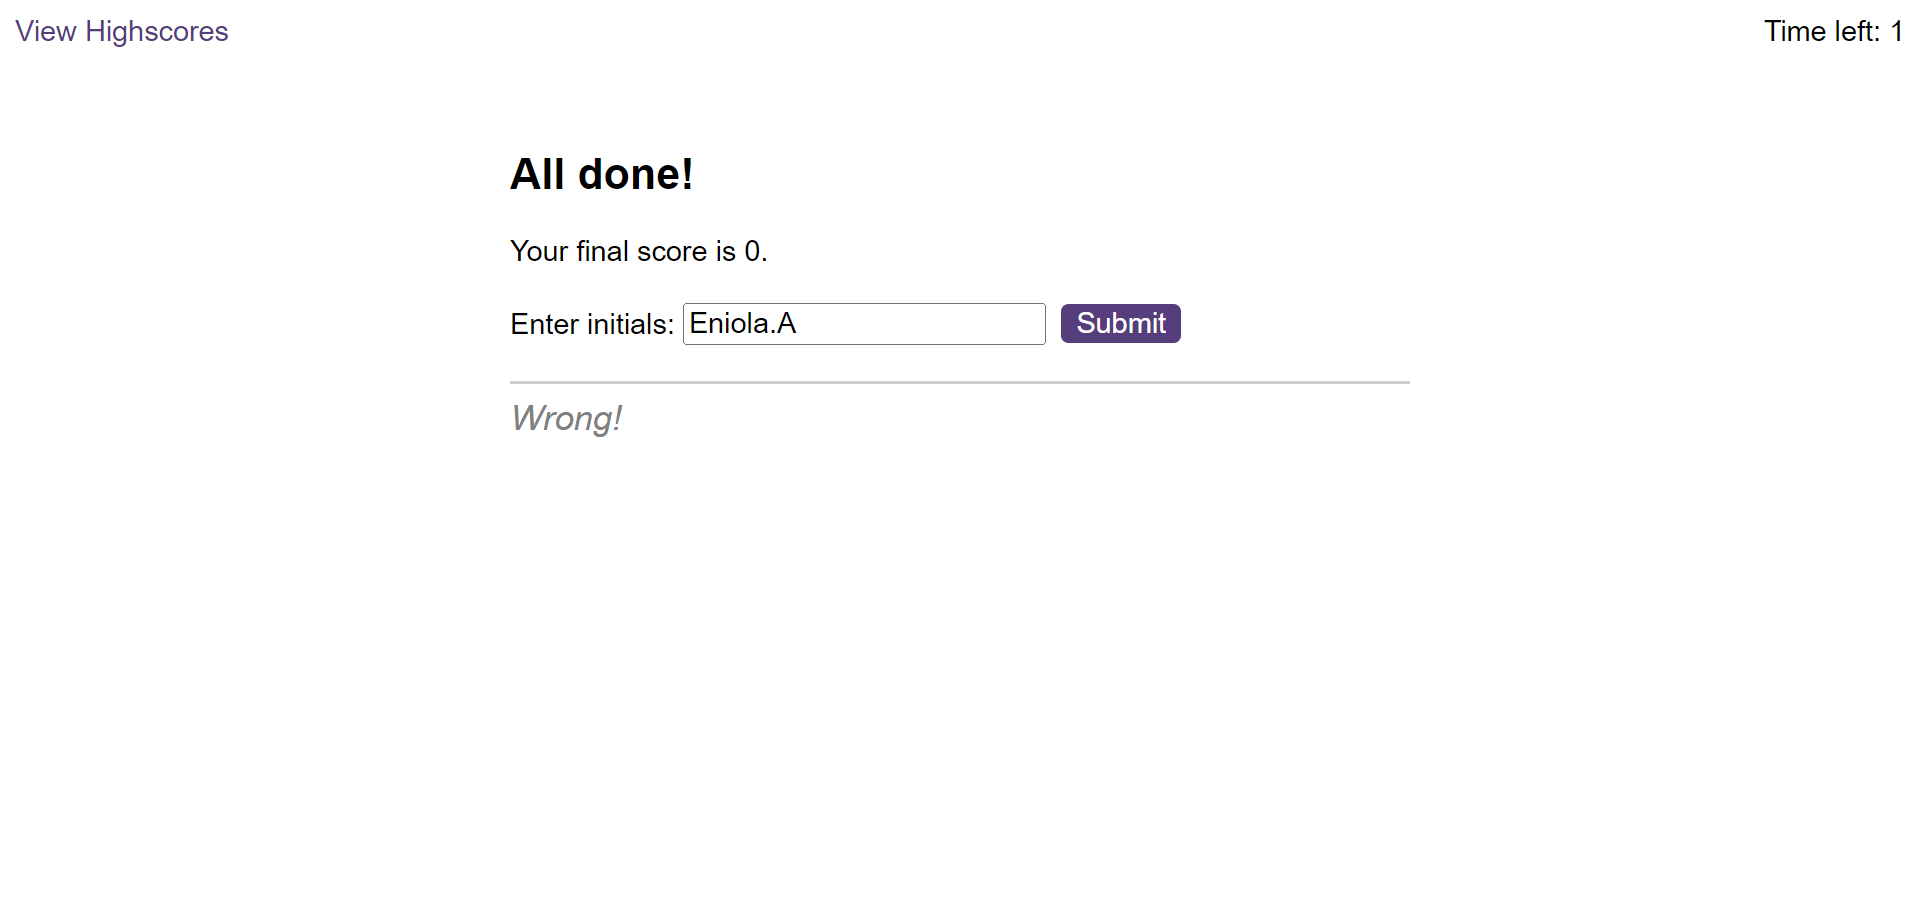 View Highscores
Time left: 1
All done!
Your final score is 0.
Enter initials: Eniola.A Submit
Wrong!